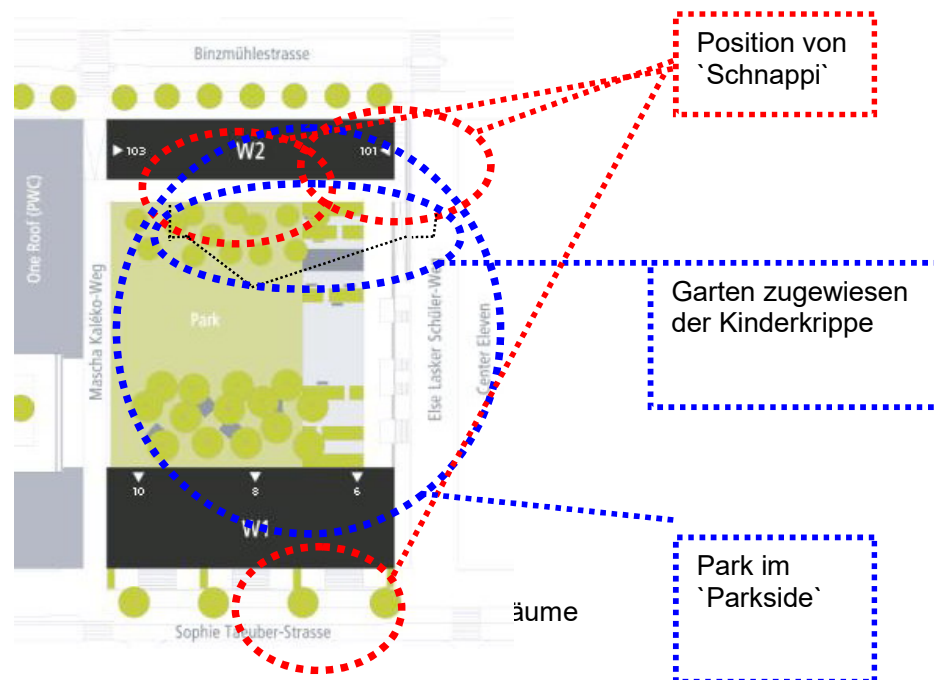 Binzmühlestrasse
Position von
`Schnappi`
103
W2
101
One Roof (PWC)
Mascha Kaléko-Weg
Park
Else Lasker Schüler-Weg
Center Eleven
Garten zugewiesen
der Kinderkrippe
10
8
6
W1
Park im
`Parkside`
äume
Sophie Taeuber-Strasse